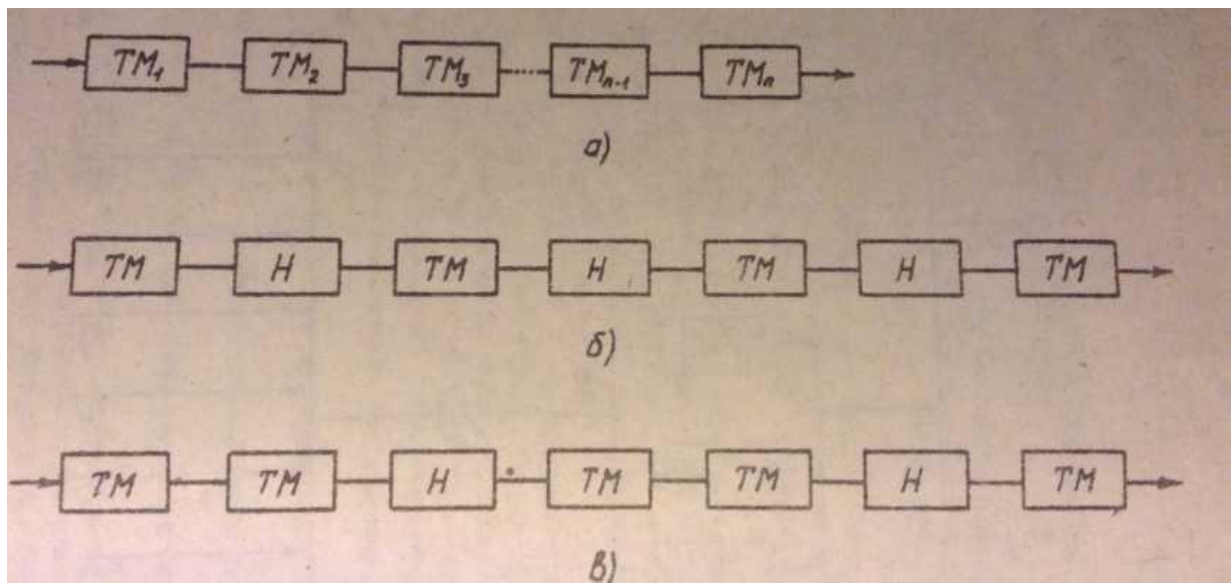 ТМ₁ ТМ₂ ТМ₃ ТМₙ₋₁ ТМₙ
а)
ТМ Н ТМ Н ТМ Н ТМ
б)
ТМ ТМ Н ТМ ТМ Н ТМ
в)